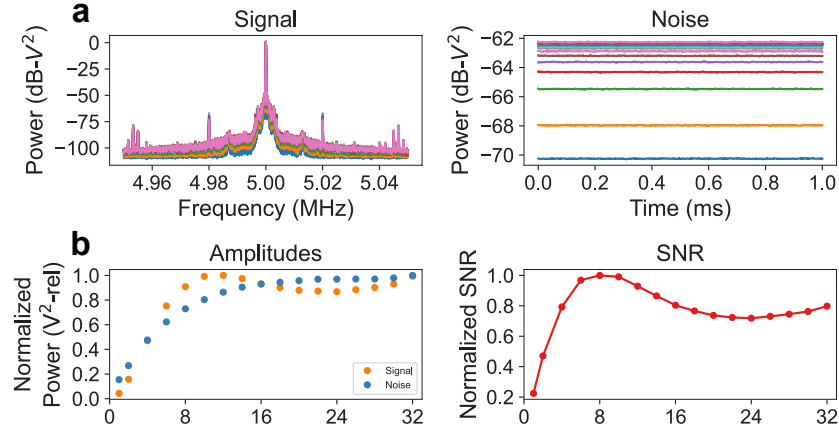 a
Signal
Power (dB-V²)
0
−25
−50
−75
−100
4.96 4.98 5.00 5.02 5.04
Frequency (MHz)
Noise
Power (dB-V²)
−62
−64
−66
−68
−70
0.0 0.2 0.4 0.6 0.8 1.0
Time (ms)
b
Amplitudes
Normalized
Power (V²-rel)
1.0
0.8
0.6
0.4
0.2
0.0
0 8 16 24 32
Signal
Noise
SNR
Normalized SNR
1.0
0.8
0.6
0.4
0.2
0 8 16 24 32